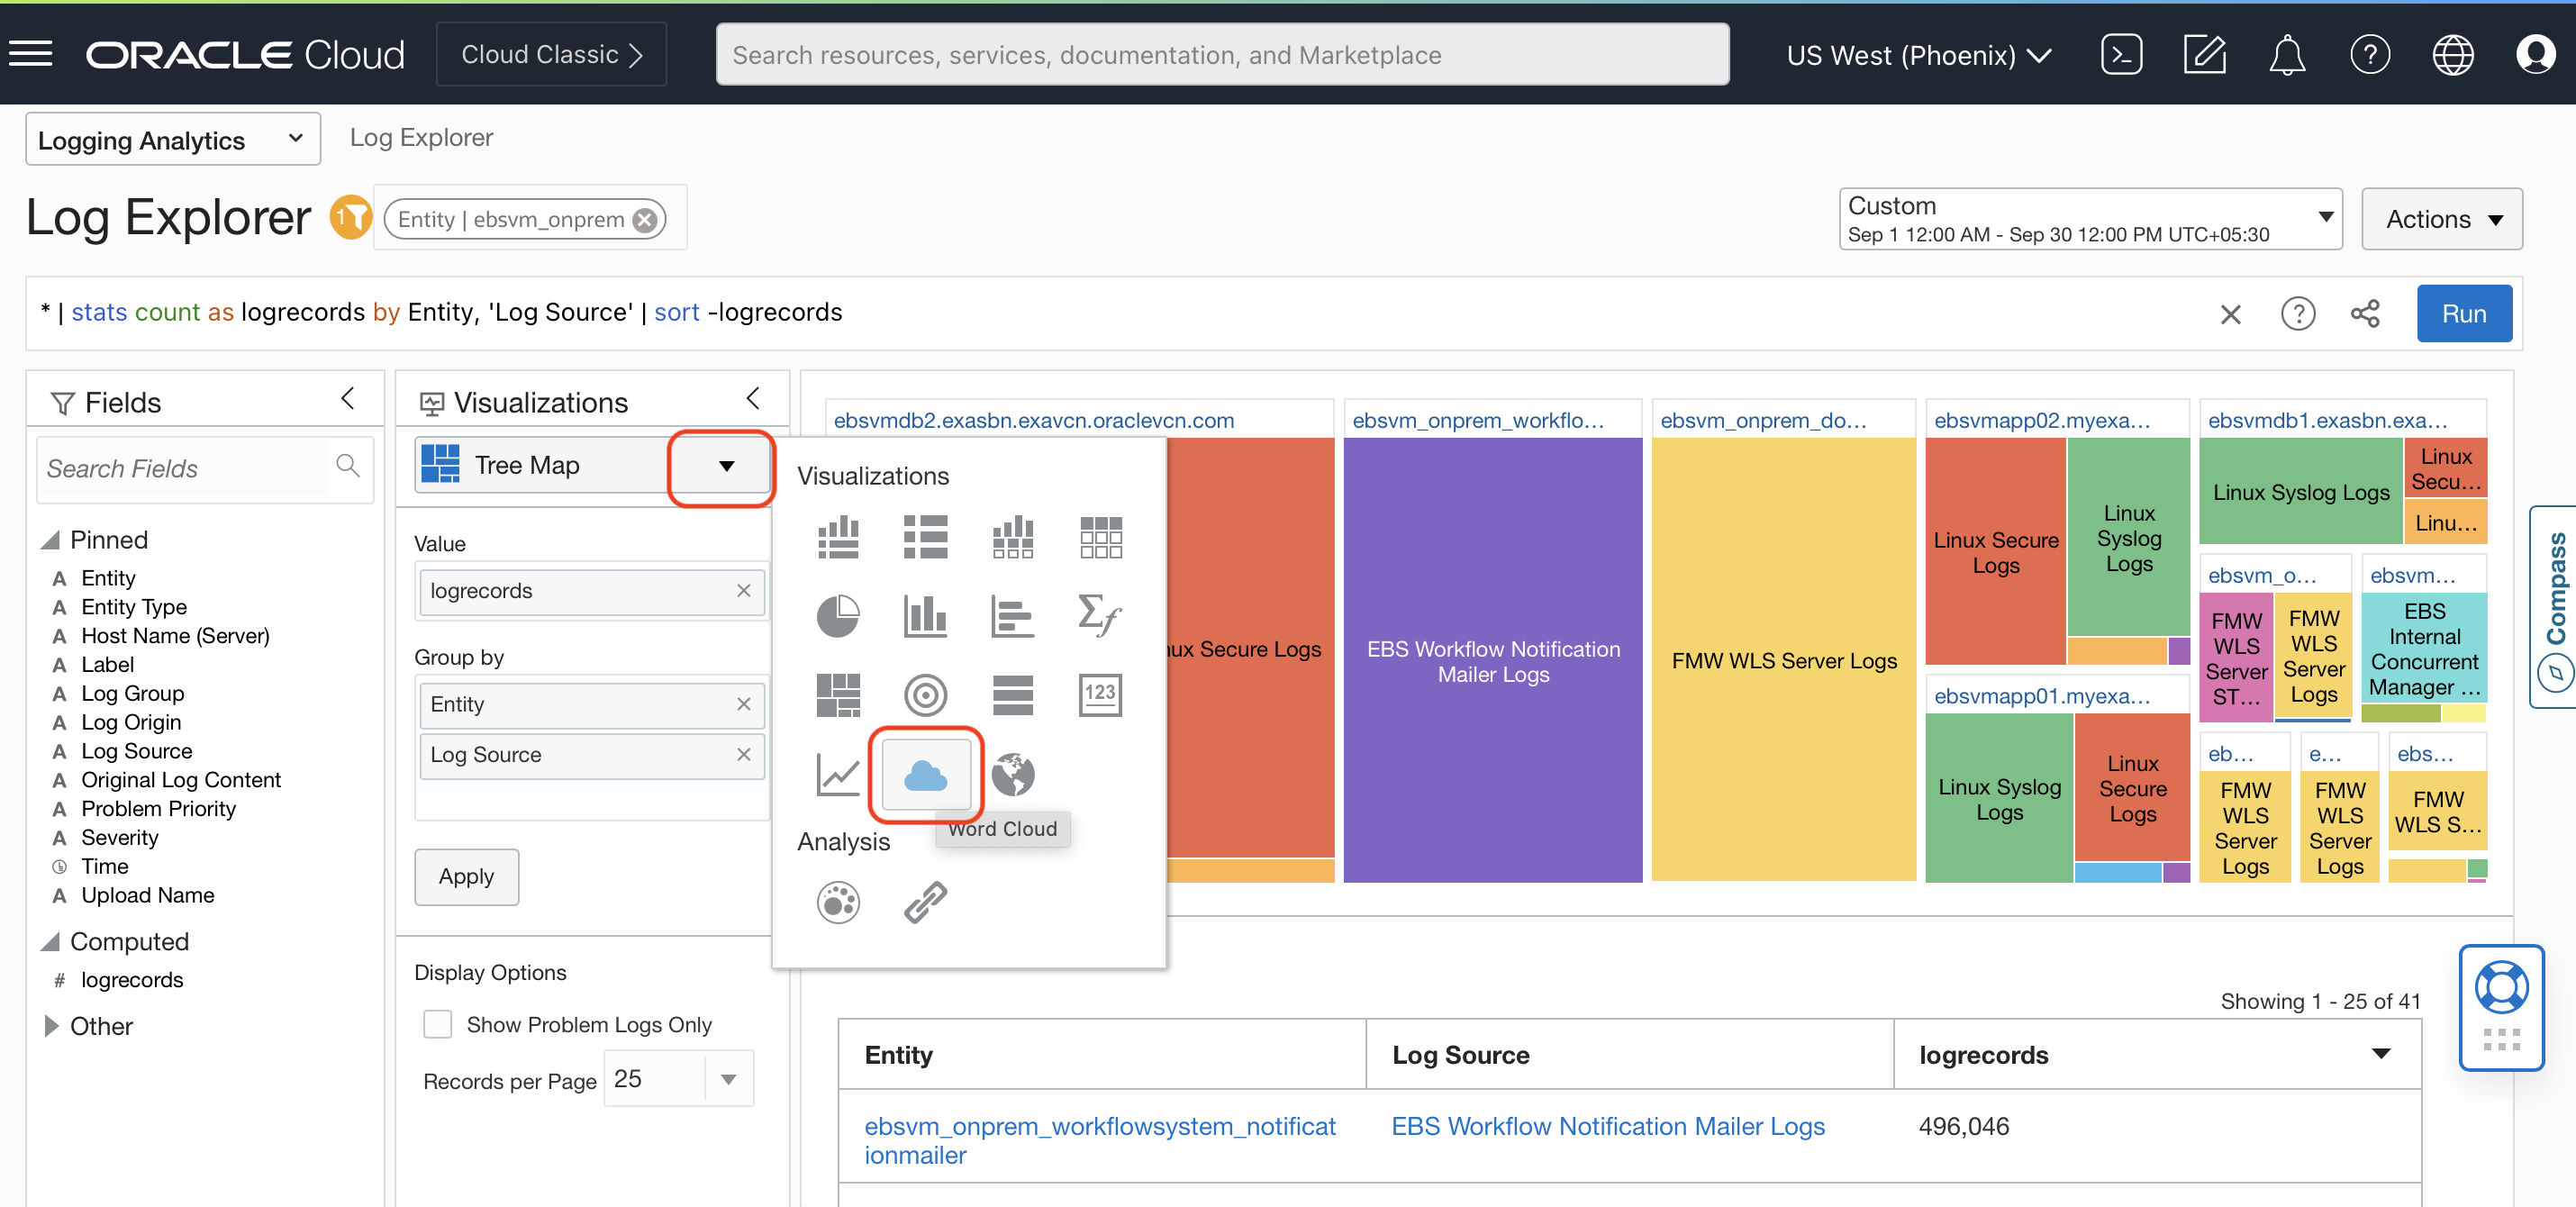 ORACLE Cloud
Cloud Classic
Search resources, services, documentation, and Marketplace
US West (Phoenix)
Logging Analytics
Log Explorer
Log Explorer
1
Entity | ebsvm_onprem
Custom
Sep 1 12:00 AM - Sep 30 12:00 PM UTC+05:30
Actions
* | stats count as logrecords by Entity, 'Log Source' | sort -logrecords
Run
Fields
Search Fields
Pinned
A Entity
A Entity Type
A Host Name (Server)
A Label
A Log Group
A Log Origin
A Log Source
A Original Log Content
A Problem Priority
A Severity
Time
A Upload Name
Computed
# logrecords
Other
Visualizations
Tree Map
Value
logrecords
Group by
Entity
Log Source
Apply
Display Options
Show Problem Logs Only
Records per Page 25
Visualizations
123
Word Cloud
Analysis
ebsvmdb2.exasbn.exavcn.oraclevcn.com
nux Secure Logs
ebsvm_onprem_workflo...
EBS Workflow Notification
Mailer Logs
ebsvm_onprem_do...
FMW WLS Server Logs
ebsvmapp02.myexa...
Linux Secure
Logs
Linux
Syslog
Logs
ebsvmapp01.myexa...
Linux Syslog
Logs
Linux
Secure
Logs
ebsvmdb1.exasbn.exa...
Linux Syslog Logs
Linux
Secu...
Linu...
ebsvm_o...
FMW
WLS
Server
ST...
FMW
WLS
Server
Logs
ebsvm...
EBS
Internal
Concurrent
Manager ...
eb...
FMW
WLS
Server
Logs
e...
FMW
WLS
Server
Logs
ebs...
FMW
WLS S...
Compass
Showing 1 - 25 of 41
Entity
Log Source
logrecords
ebsvm_onprem_workflowsystem_notificat
ionmailer
EBS Workflow Notification Mailer Logs
496,046